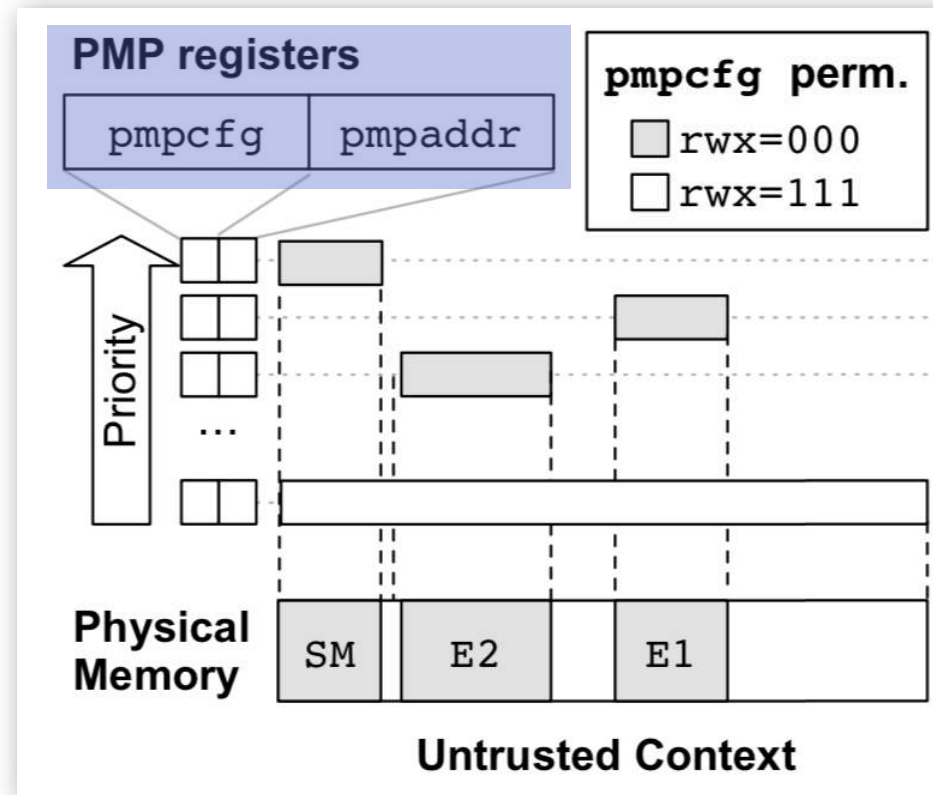 PMP registers
pmpcfg pmpaddr
pmpcfg perm.
rwx=000
rwx=111
Priority
...
Physical
Memory
SM E2 E1
Untrusted Context